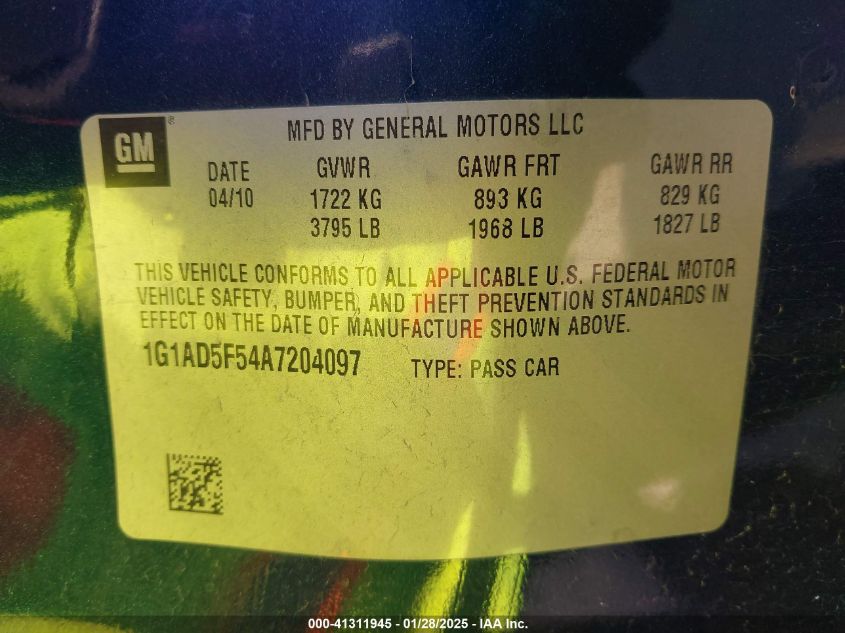 GM®
MFD BY GENERAL MOTORS LLC
DATE GVWR GAWR FRT GAWR RR
04/10 1722 KG 893 KG 829 KG
3795 LB 1968 LB 1827 LB
THIS VEHICLE CONFORMS TO ALL APPLICABLE U.S. FEDERAL MOTOR
VEHICLE SAFETY, BUMPER, AND THEFT PREVENTION STANDARDS IN
EFFECT ON THE DATE OF MANUFACTURE SHOWN ABOVE.
1G1AD5F54A7204097 TYPE: PASS CAR
000-41311945 - 01/28/2025 - IAA Inc.